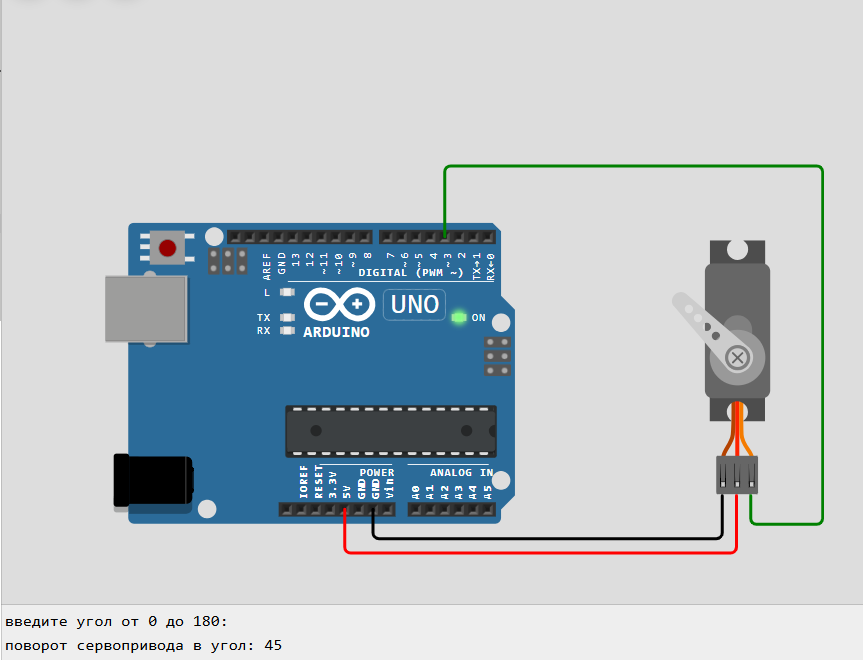 AREF
GND
13
12
~11
~10
~9
8
7
~6
~5
4
~3
2
TX→1
RX←0
DIGITAL (PWM ~)
L
TX
RX
UNO
ON
ARDUINO
POWER
ANALOG IN
IOREF
RESET
3.3V
5V
GND
GND
Vin
A0
A1
A2
A3
A4
A5
введите угол от 0 до 180:
поворот сервопривода в угол: 45